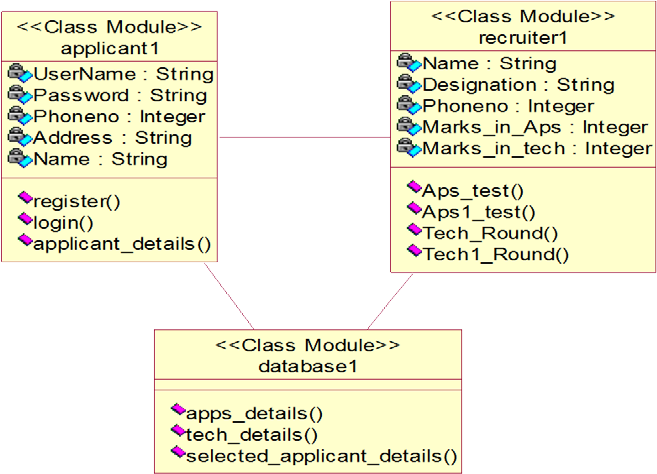 <<Class Module>>
applicant1
UserName : String
Password : String
Phoneno : Integer
Address : String
Name : String
register()
login()
applicant_details()
<<Class Module>>
recruiter1
Name : String
Designation : String
Phoneno : Integer
Marks_in_Aps : Integer
Marks_in_tech : Integer
Aps_test()
Aps1_test()
Tech_Round()
Tech1_Round()
<<Class Module>>
database1
apps_details()
tech_details()
selected_applicant_details()